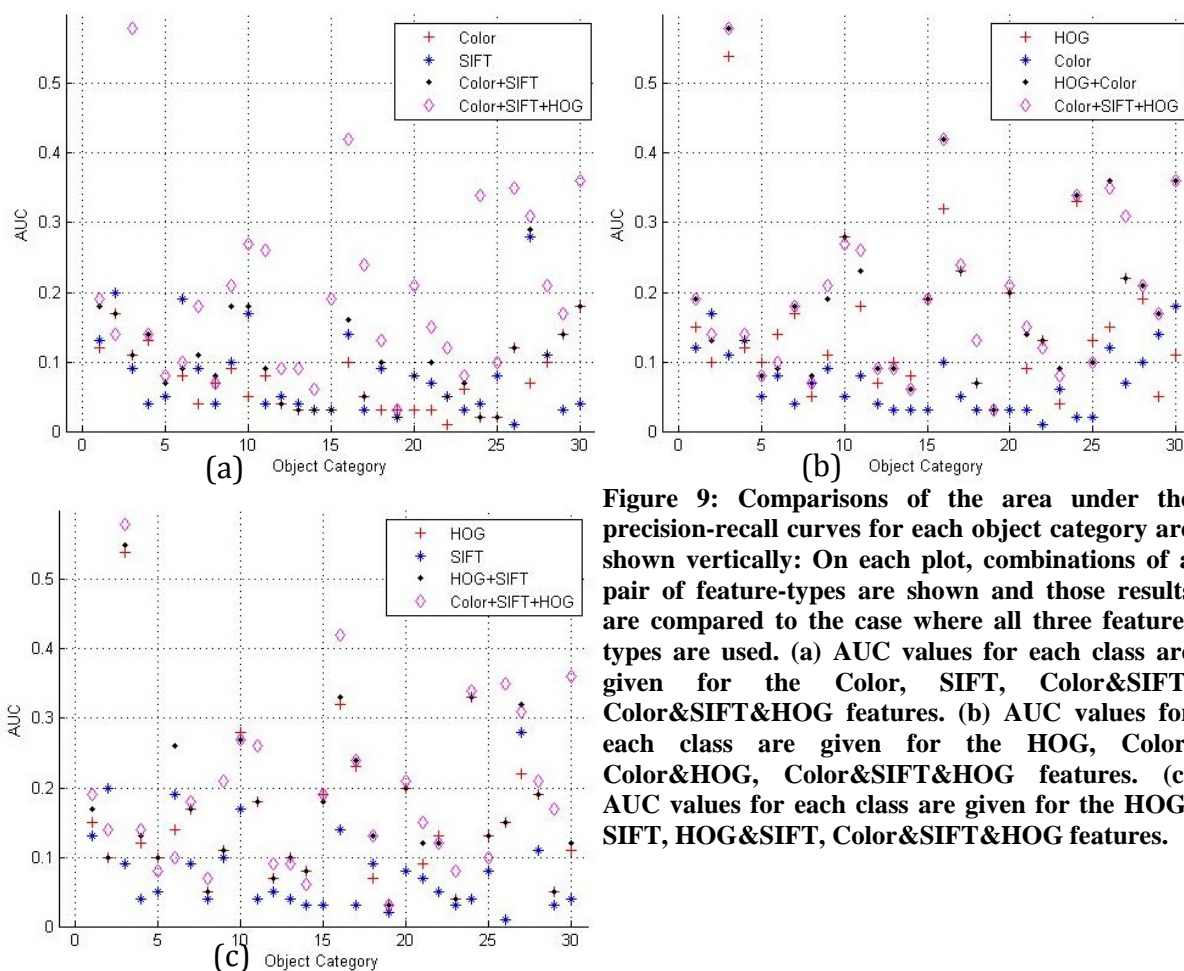 0.5
0.4
0.3
0.2
0.1
0
AUC
Color
SIFT
Color+SIFT
Color+SIFT+HOG
0 5 10 15 20 25 30
(a)
Object Category
0.5
0.4
0.3
0.2
0.1
0
AUC
HOG
Color
HOG+Color
Color+SIFT+HOG
0 5 10 15 20 25 30
(b)
Object Category
0.5
0.4
0.3
0.2
0.1
0
AUC
HOG
SIFT
HOG+SIFT
Color+SIFT+HOG
0 5 10 15 20 25 30
(c)
Object Category
Figure 9: Comparisons of the area under the
precision-recall curves for each object category are
shown vertically: On each plot, combinations of a
pair of feature-types are shown and those results
are compared to the case where all three feature
types are used. (a) AUC values for each class are
given for the Color, SIFT, Color&SIFT
Color&SIFT&HOG features. (b) AUC values for
each class are given for the HOG, Color
Color&HOG, Color&SIFT&HOG features. (c
AUC values for each class are given for the HOG
SIFT, HOG&SIFT, Color&SIFT&HOG features.